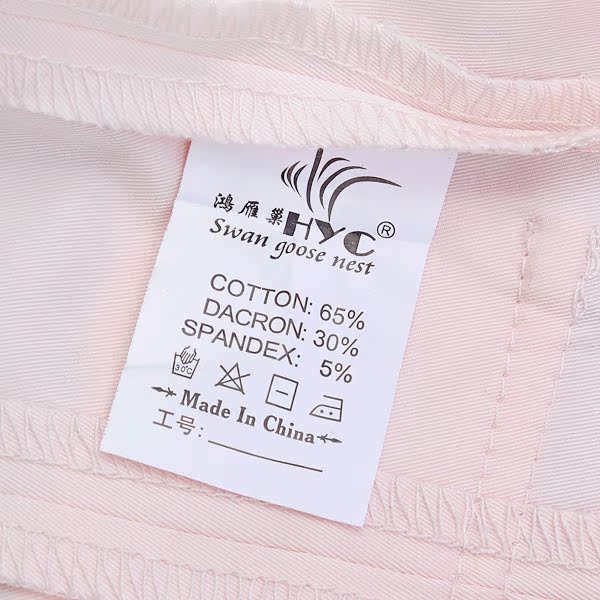 鸿雁巢HYC®
Swan goose nest
COTTON: 65%
DACRON: 30%
SPANDEX: 5%
30℃
Made In China
工号: